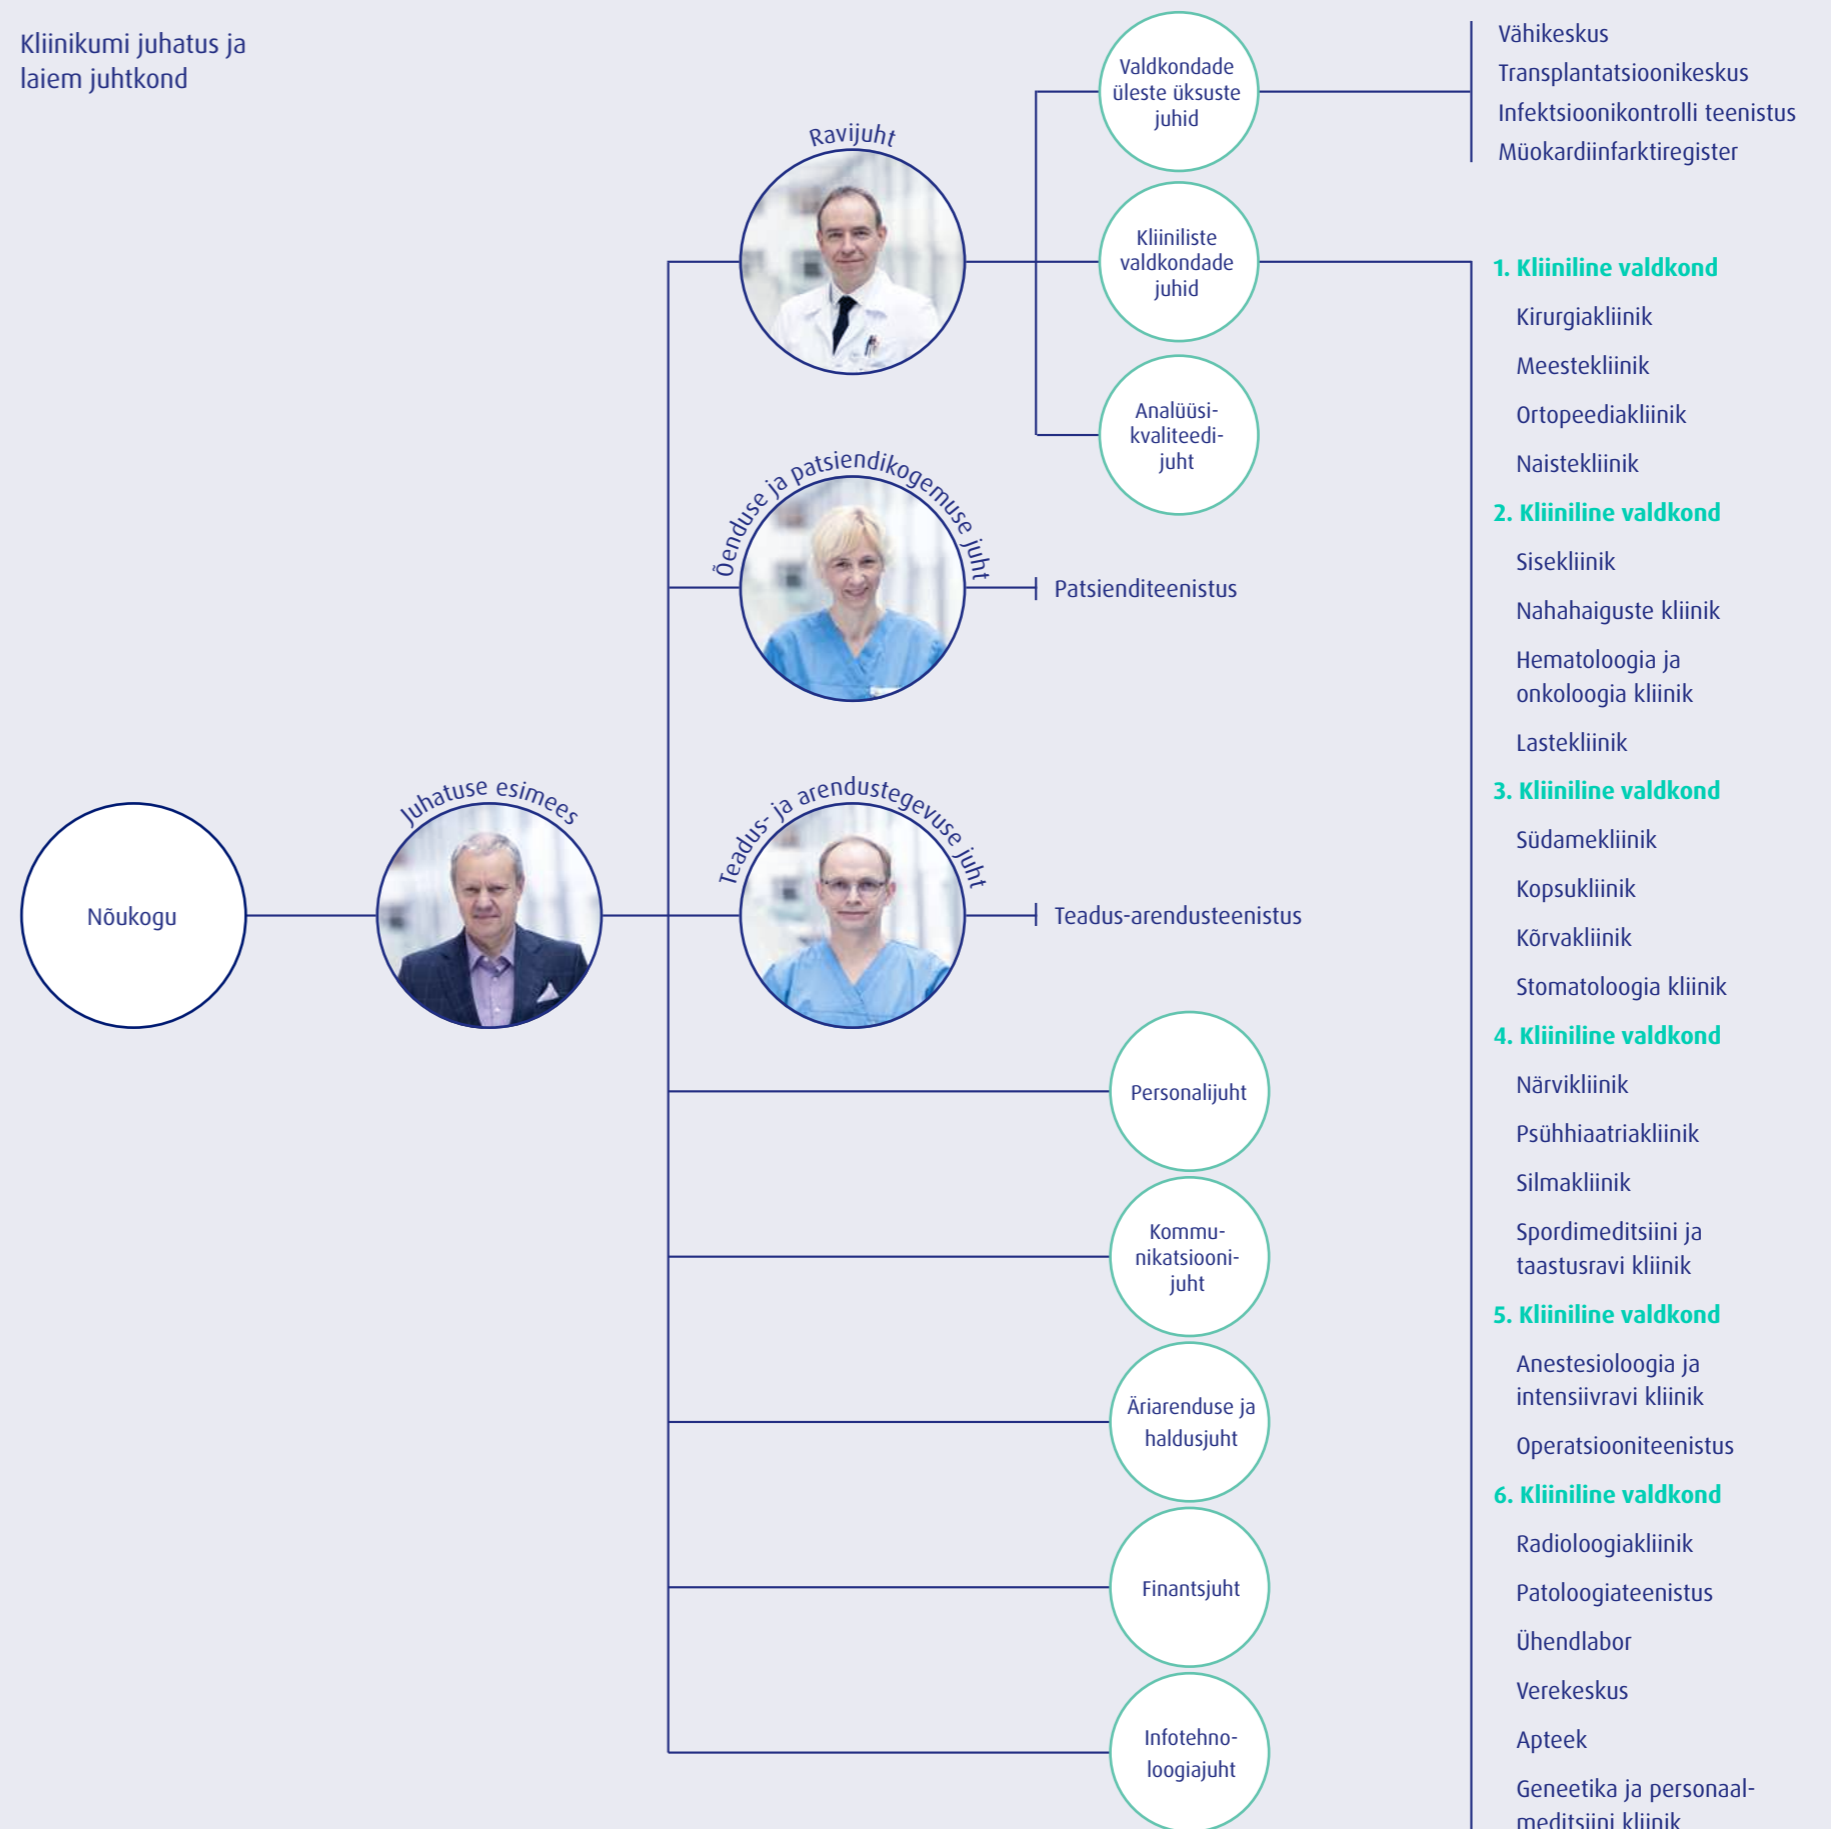 Kliinikumi juhatus ja
laiem juhtkond
Nõukogu
Juhatuse esimees
Ravijuht
Õenduse ja patsiendikogemuse juht
Patsienditeenistus
Teadus- ja arendustegevuse juht
Teadus-arendusteenistus
Valdkondade
üleste üksuste
juhid
Kliiniliste
valdkondade
juhid
Analüüsi-
kvaliteedi-
juht
Personalijuht
Kommu-
nikatsiooni-
juht
Äriarenduse ja
haldusjuht
Finantsjuht
Infotehno-
loogiajuht
Vähikeskus
Transplantatsioonikeskus
Infektsioonikontrolli teenistus
Müokardiinfarktiregister
1. Kliiniline valdkond
Kirurgiakliinik
Meestekliinik
Ortopeediakliinik
Naistekliinik
2. Kliiniline valdkond
Sisekliinik
Nahahaiguste kliinik
Hematoloogia ja
onkoloogia kliinik
Lastekliinik
3. Kliiniline valdkond
Südamekliinik
Kopsukliinik
Kõrvakliinik
Stomatoloogia kliinik
4. Kliiniline valdkond
Närvikliinik
Psühhiaatriakliinik
Silmakliinik
Spordimeditsiini ja
taastusravi kliinik
5. Kliiniline valdkond
Anestesioloogia ja
intensiivravi kliinik
Operatsiooniteenistus
6. Kliiniline valdkond
Radioloogiakliinik
Patoloogiateenistus
Ühendlabor
Verekeskus
Apteek
Geneetika ja personaal-
meditsiini kliinik